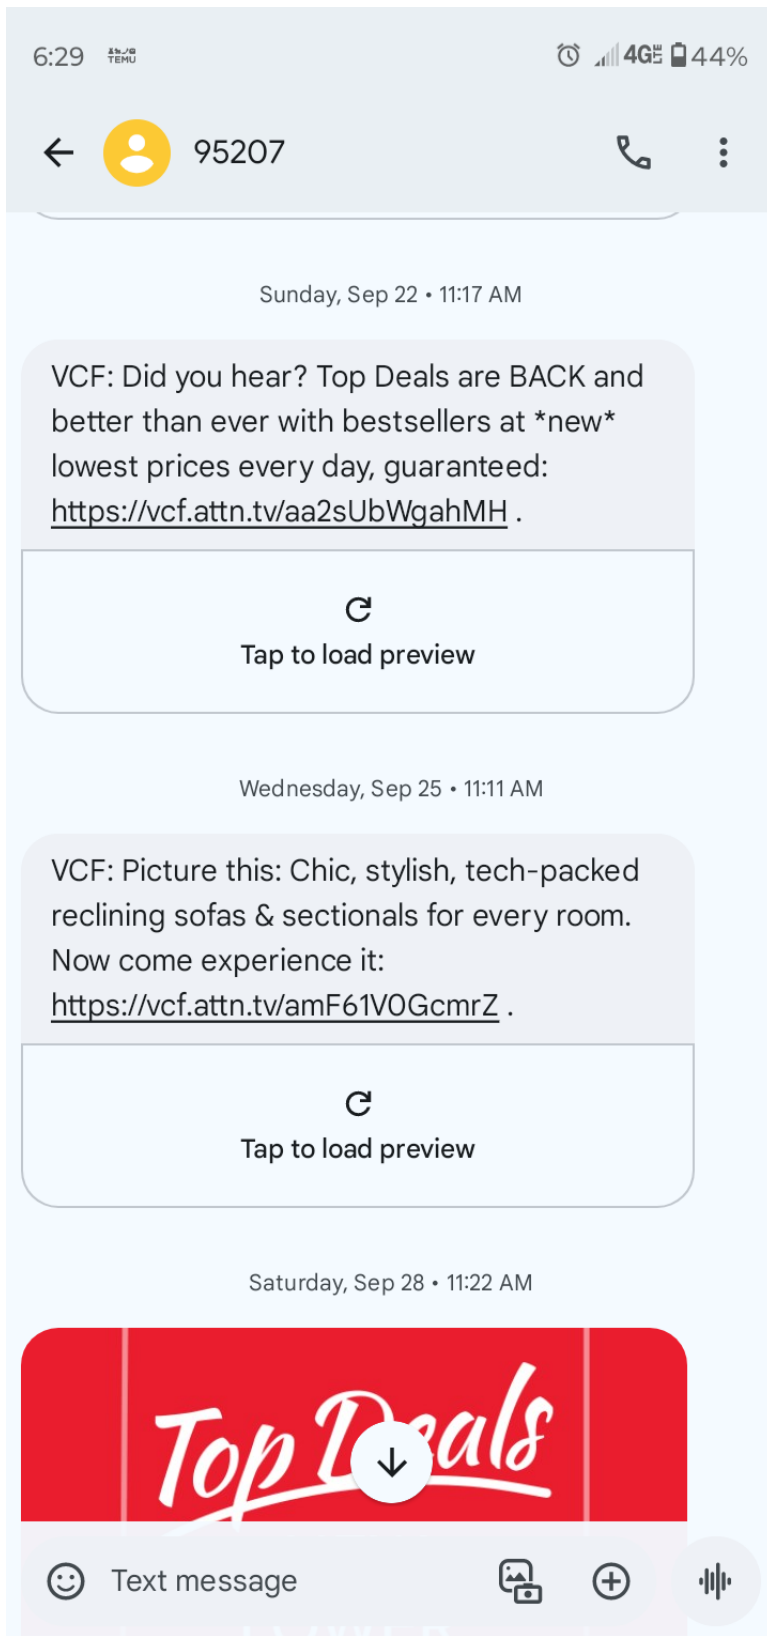 6:29 TEMU 4GLTE 44%
95207
Sunday, Sep 22 • 11:17 AM
VCF: Did you hear? Top Deals are BACK and
better than ever with bestsellers at *new*
lowest prices every day, guaranteed:
https://vcf.attn.tv/aa2sUbWgahMH .
Tap to load preview
Wednesday, Sep 25 • 11:11 AM
VCF: Picture this: Chic, stylish, tech-packed
reclining sofas & sectionals for every room.
Now come experience it:
https://vcf.attn.tv/amF61V0GcmrZ .
Tap to load preview
Saturday, Sep 28 • 11:22 AM
Top Deals
Text message